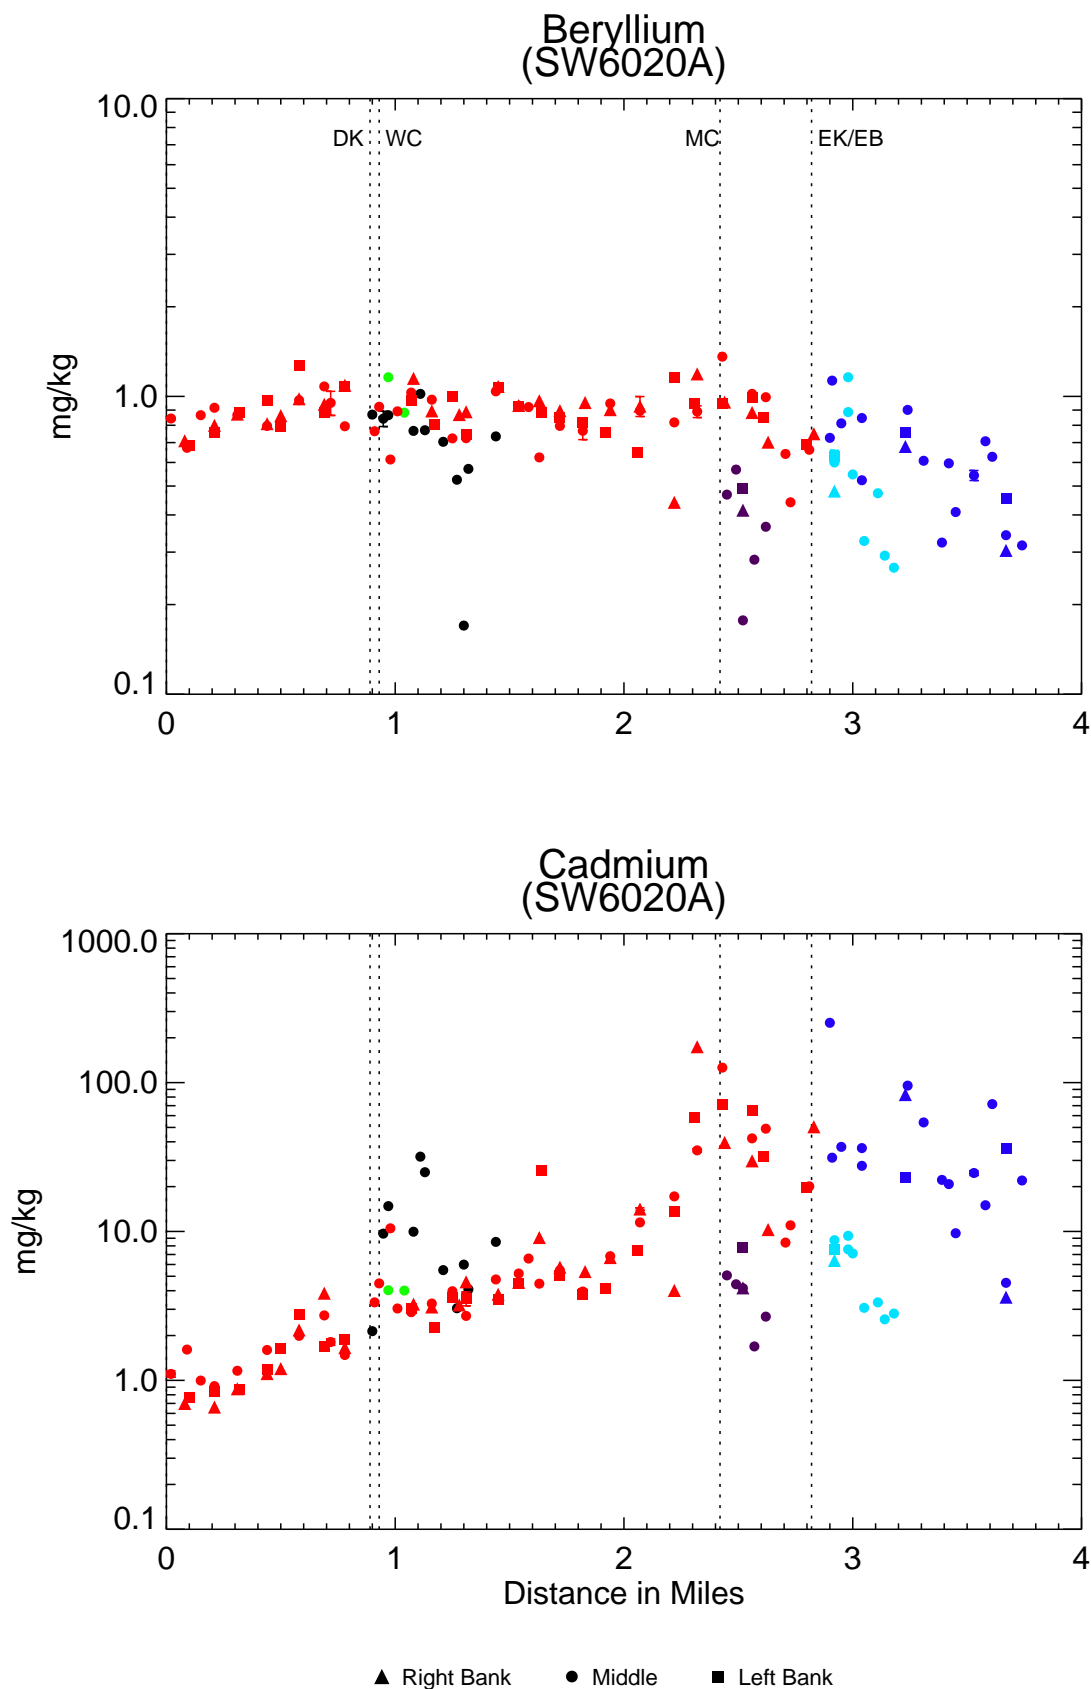 Beryllium
(SW6020A)
10.0
DK WC MC EK/EB
mg/kg
1.0
0.1
0 1 2 3 4
Cadmium
(SW6020A)
1000.0
100.0
mg/kg
10.0
1.0
0.1
0 1 2 3 4
Distance in Miles
Right Bank Middle Left Bank